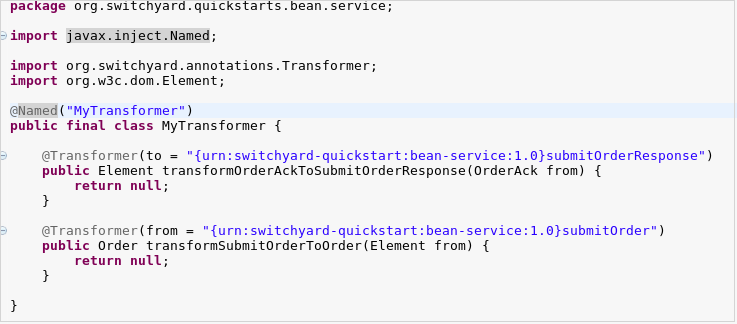 package org.switchyard.quickstarts.bean.service;
import javax.inject.Named;
import org.switchyard.annotations.Transformer;
import org.w3c.dom.Element;
@Named("MyTransformer")
public final class MyTransformer {
@Transformer(to = "{urn:switchyard-quickstart:bean-service:1.0}submitOrderResponse")
public Element transformOrderAckToSubmitOrderResponse(OrderAck from) {
return null;
}
@Transformer(from = "{urn:switchyard-quickstart:bean-service:1.0}submitOrder")
public Order transformSubmitOrderToOrder(Element from) {
return null;
}
}